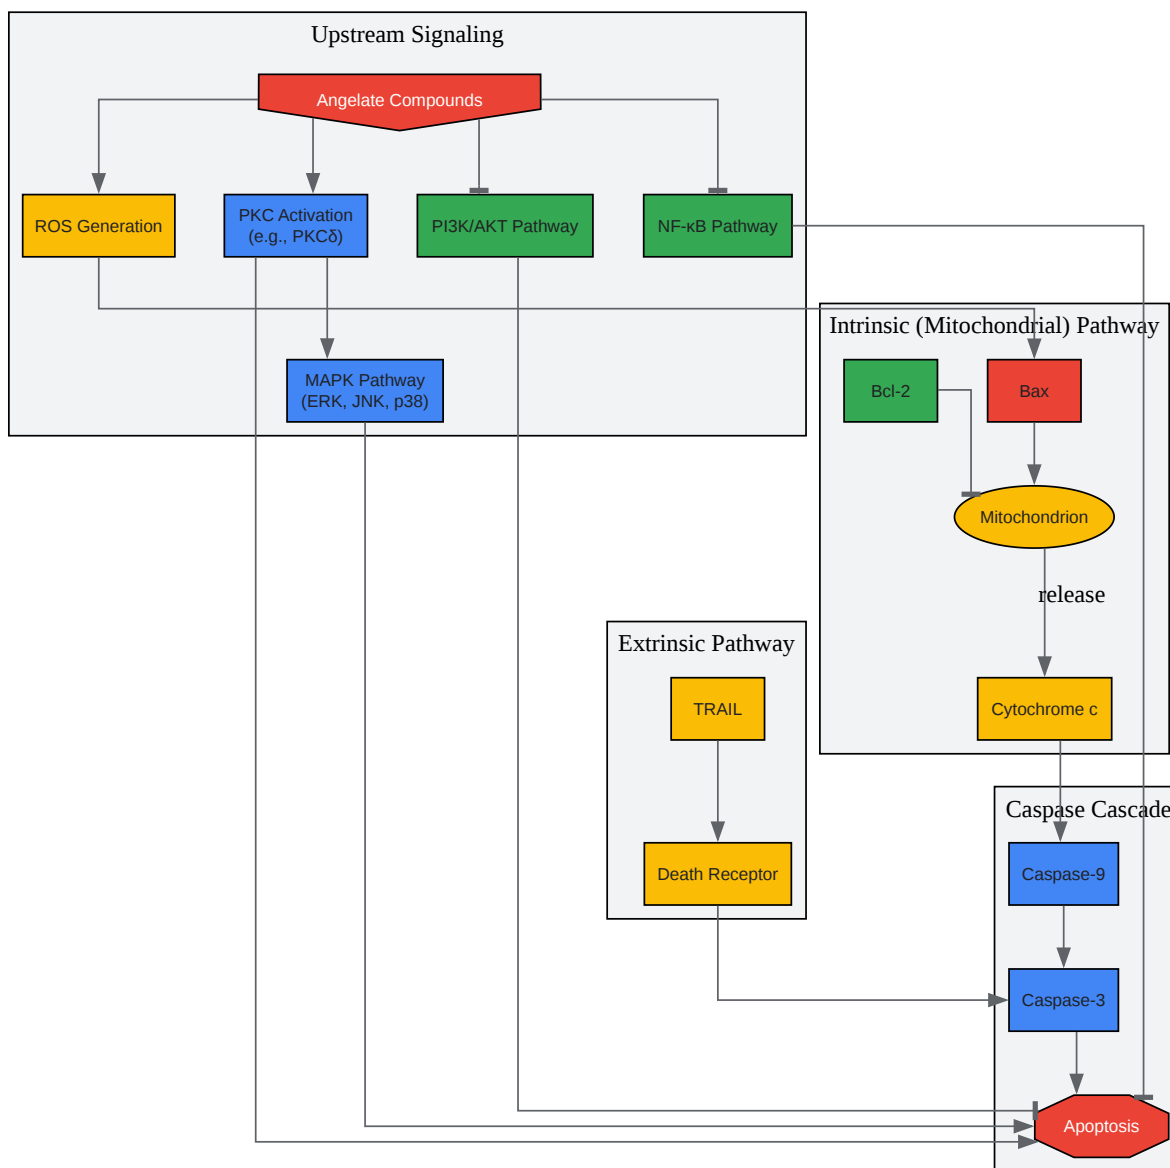 Upstream Signaling
Angelate Compounds
ROS Generation
PKC Activation
(e.g., PKCδ)
PI3K/AKT Pathway
NF-κB Pathway
MAPK Pathway
(ERK, JNK, p38)
Intrinsic (Mitochondrial) Pathway
Bcl-2
Bax
Mitochondrion
release
Cytochrome c
Extrinsic Pathway
TRAIL
Death Receptor
Caspase Cascade
Caspase-9
Caspase-3
Apoptosis